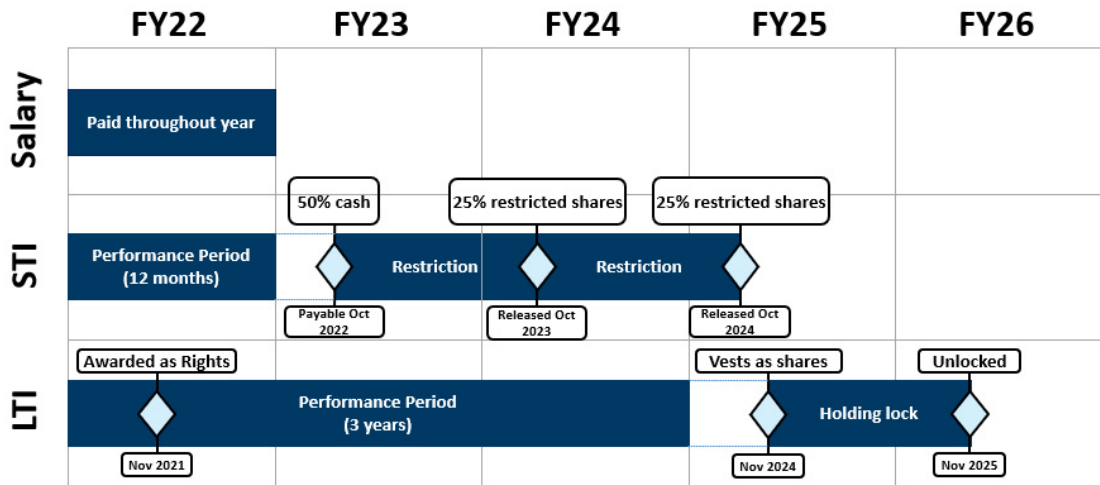 FY22
FY23
FY24
FY25
FY26
Salary
Paid throughout year
50% cash
25% restricted shares
25% restricted shares
STI
Performance Period
(12 months)
Restriction
Restriction
Payable Oct
2022
Released Oct
2023
Released Oct
2024
LTI
Awarded as Rights
Vests as shares
Unlocked
Performance Period
(3 years)
Holding lock
Nov 2021
Nov 2024
Nov 2025